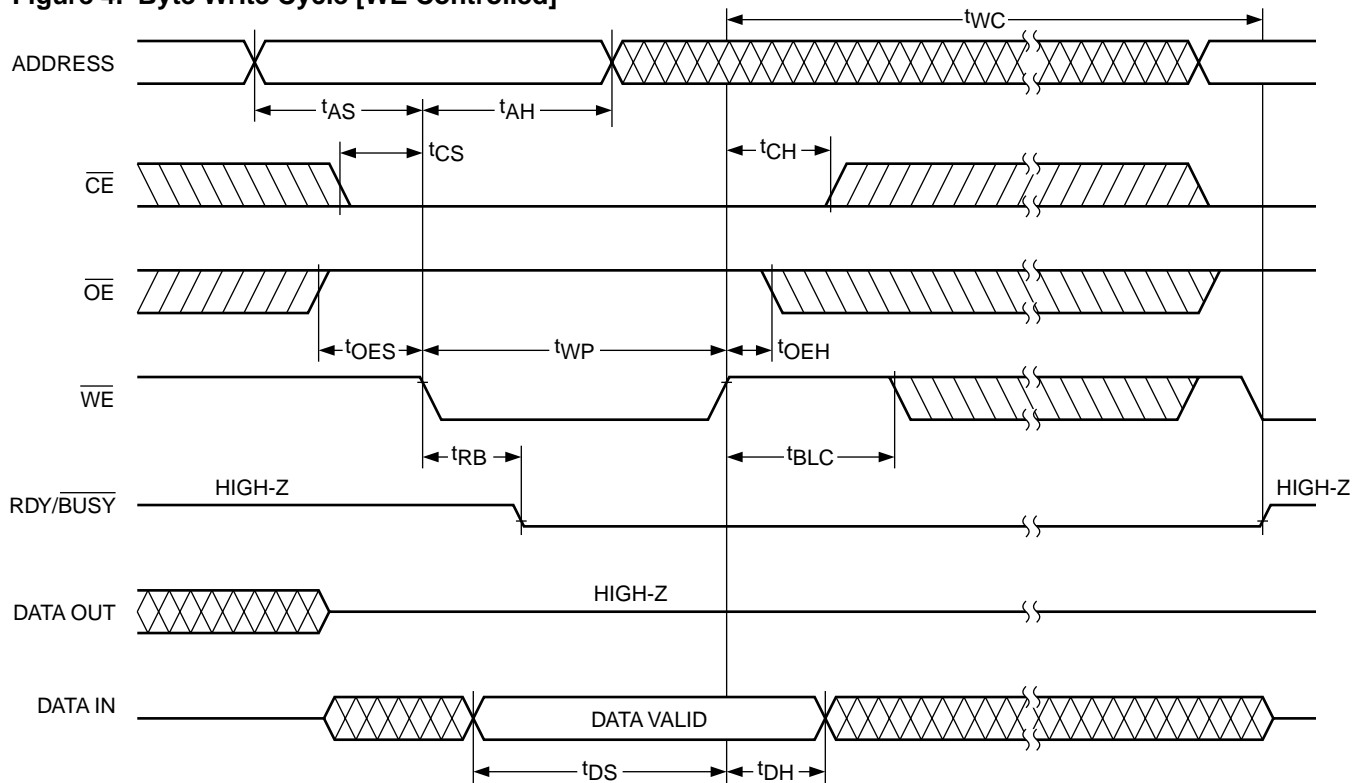 Figure 4. Byte Write Cycle [WE Controlled]
tWC
ADDRESS
tAS
tAH
tCS
tCH
CE
OE
tOES
tWP
tOEH
WE
tRB
tBLC
HIGH-Z
HIGH-Z
RDY/BUSY
HIGH-Z
DATA OUT
DATA IN
DATA VALID
tDS
tDH